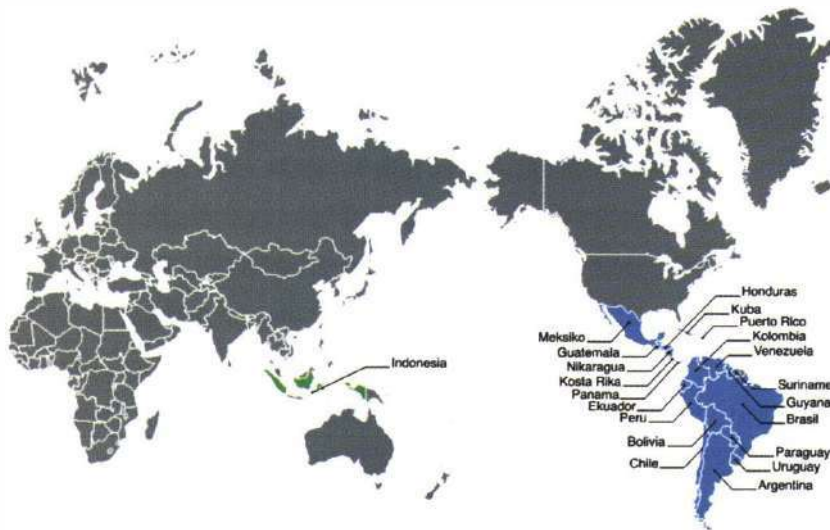 Honduras
Kuba
Puerto Rico
Kolombia
Venezuela
Meksiko
Guatemala
Nikaragua
Kosta Rika
Panama
Ekuador
Peru
Indonesia
Suriname
Guyana
Brasil
Bolivia
Chile
Paraguay
Uruguay
Argentina